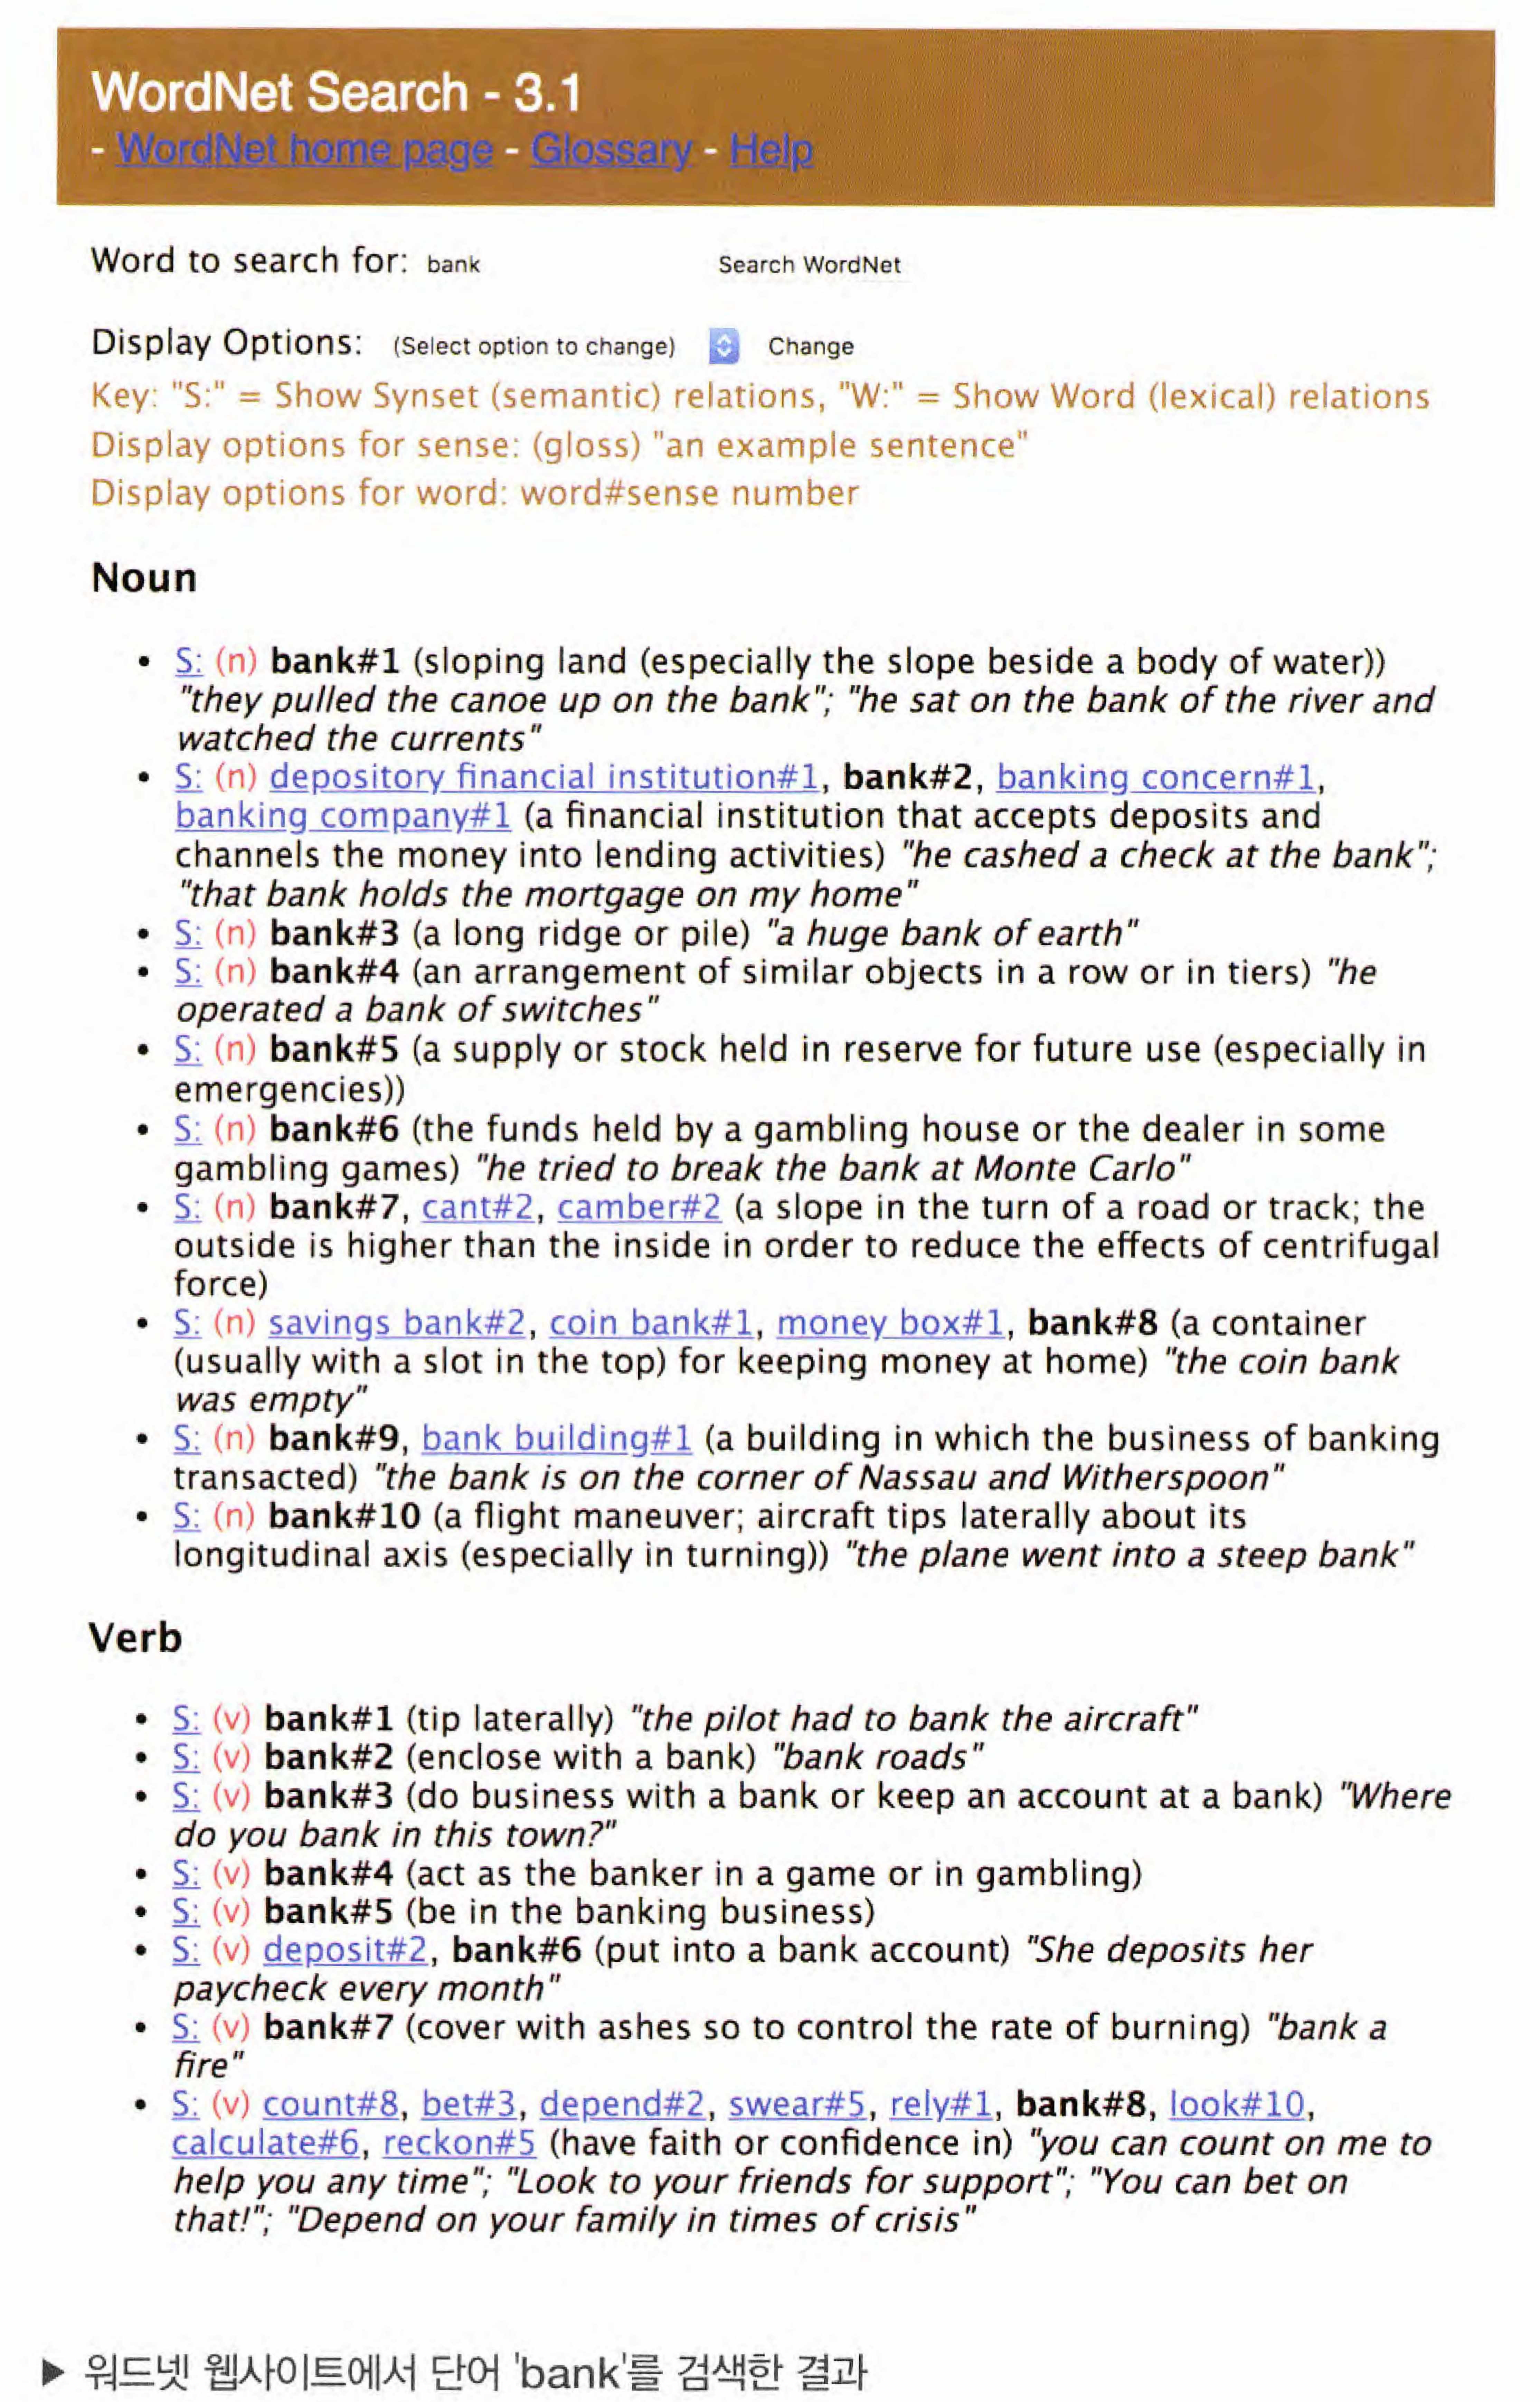 WordNet Search - 3.1
- WordNet home page - Glossary - Help
Word to search for: bank Search WordNet
Display Options: (Select option to change) Change
Key: "S:" = Show Synset (semantic) relations, "W:" = Show Word (lexical) relations
Display options for sense: (gloss) "an example sentence"
Display options for word: word#sense number
Noun
• S: (n) bank#1 (sloping land (especially the slope beside a body of water))
"they pulled the canoe up on the bank"; "he sat on the bank of the river and
watched the currents"
• S: (n) depository financial institution#1, bank#2, banking concern#1,
banking company#1 (a financial institution that accepts deposits and
channels the money into lending activities) "he cashed a check at the bank";
"that bank holds the mortgage on my home"
• S: (n) bank#3 (a long ridge or pile) "a huge bank of earth"
• S: (n) bank#4 (an arrangement of similar objects in a row or in tiers) "he
operated a bank of switches"
• S: (n) bank#5 (a supply or stock held in reserve for future use (especially in
emergencies))
• S: (n) bank#6 (the funds held by a gambling house or the dealer in some
gambling games) "he tried to break the bank at Monte Carlo"
• S: (n) bank#7, cant#2, camber#2 (a slope in the turn of a road or track; the
outside is higher than the inside in order to reduce the effects of centrifugal
force)
• S: (n) savings bank#2, coin bank#1, money box#1, bank#8 (a container
(usually with a slot in the top) for keeping money at home) "the coin bank
was empty"
• S: (n) bank#9, bank building#1 (a building in which the business of banking
transacted) "the bank is on the corner of Nassau and Witherspoon"
• S: (n) bank#10 (a flight maneuver; aircraft tips laterally about its
longitudinal axis (especially in turning)) "the plane went into a steep bank"
Verb
• S: (v) bank#1 (tip laterally) "the pilot had to bank the aircraft"
• S: (v) bank#2 (enclose with a bank) "bank roads"
• S: (v) bank#3 (do business with a bank or keep an account at a bank) "Where
do you bank in this town?"
• S: (v) bank#4 (act as the banker in a game or in gambling)
• S: (v) bank#5 (be in the banking business)
• S: (v) deposit#2, bank#6 (put into a bank account) "She deposits her
paycheck every month"
• S: (v) bank#7 (cover with ashes so to control the rate of burning) "bank a
fire"
• S: (v) count#8, bet#3, depend#2, swear#5, rely#1, bank#8, look#10,
calculate#6, reckon#5 (have faith or confidence in) "you can count on me to
help you any time"; "Look to your friends for support"; "You can bet on
that!"; "Depend on your family in times of crisis"
▶ 워드넷 웹사이트에서 단어 'bank'를 검색한 결과